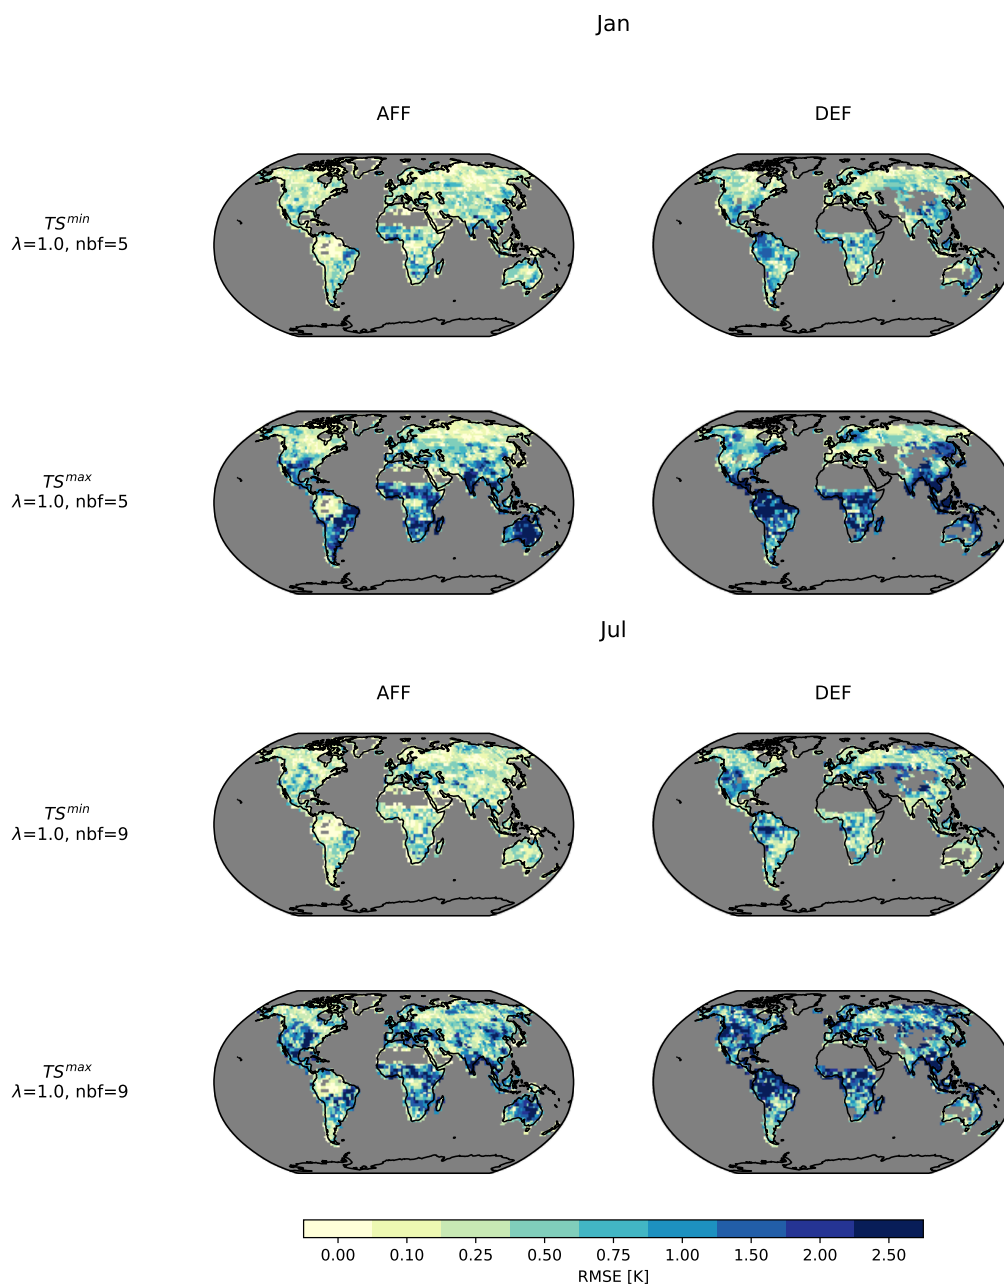 Jan
AFF DEF
TS^min
λ=1.0, nbf=5
TS^max
λ=1.0, nbf=5
Jul
AFF DEF
TS^min
λ=1.0, nbf=9
TS^max
λ=1.0, nbf=9
0.00 0.10 0.25 0.50 0.75 1.00 1.50 2.00 2.50
RMSE [K]